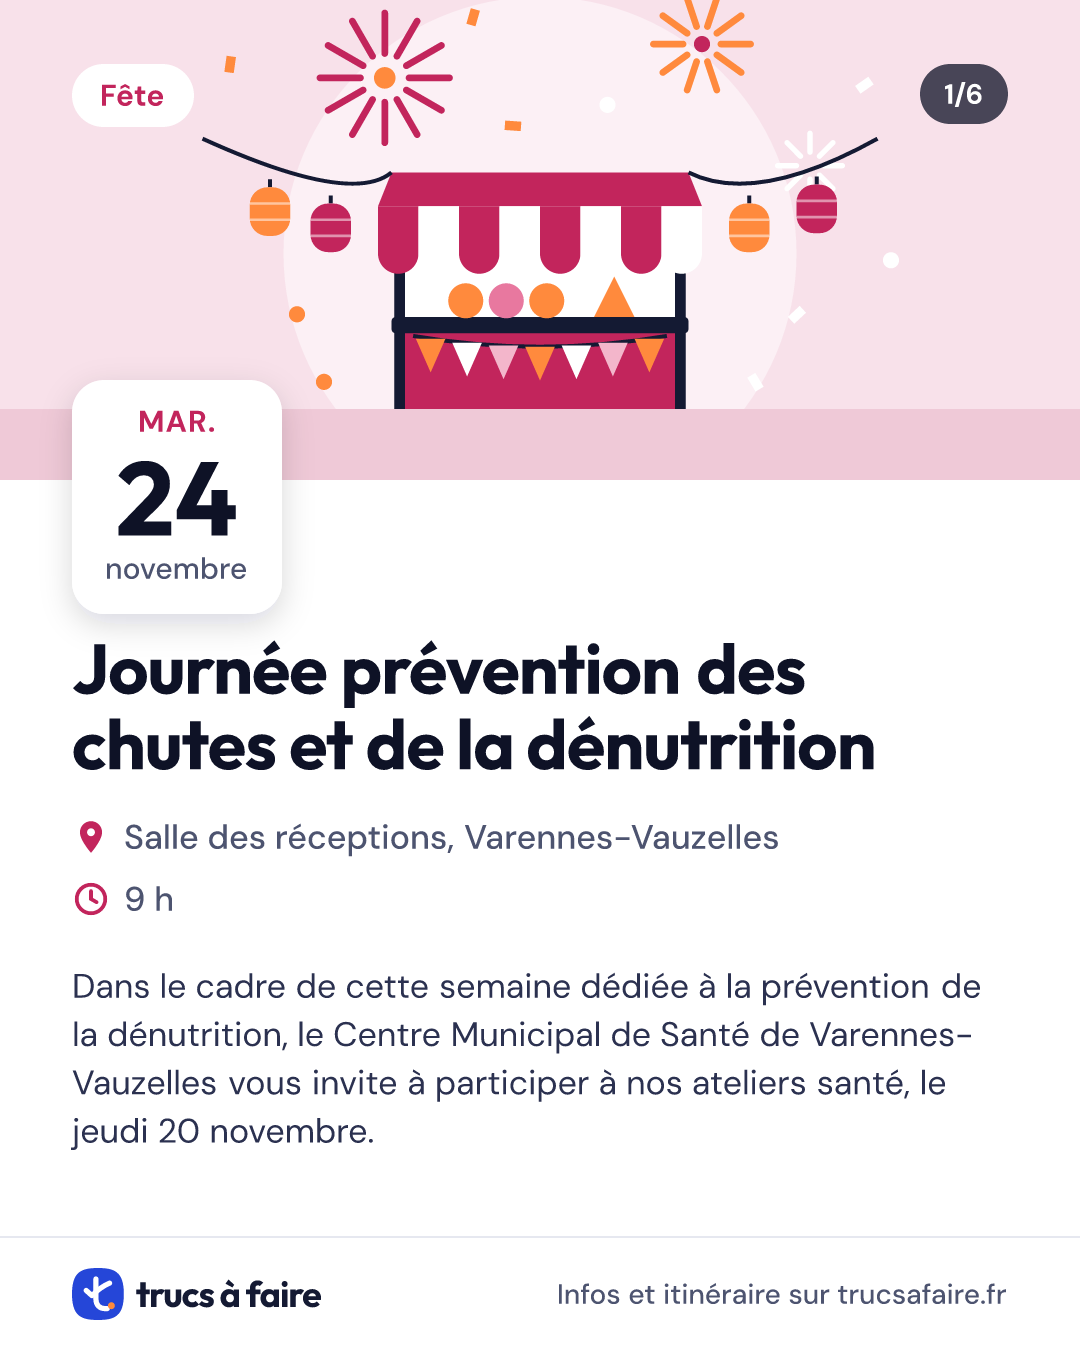 Fête
1/6
MAR.
24
novembre
Journée prévention des
chutes et de la dénutrition
Salle des réceptions, Varennes-Vauzelles
9 h
Dans le cadre de cette semaine dédiée à la prévention de
la dénutrition, le Centre Municipal de Santé de Varennes-
Vauzelles vous invite à participer à nos ateliers santé, le
jeudi 20 novembre.
trucs à faire
Infos et itinéraire sur trucsafaire.fr